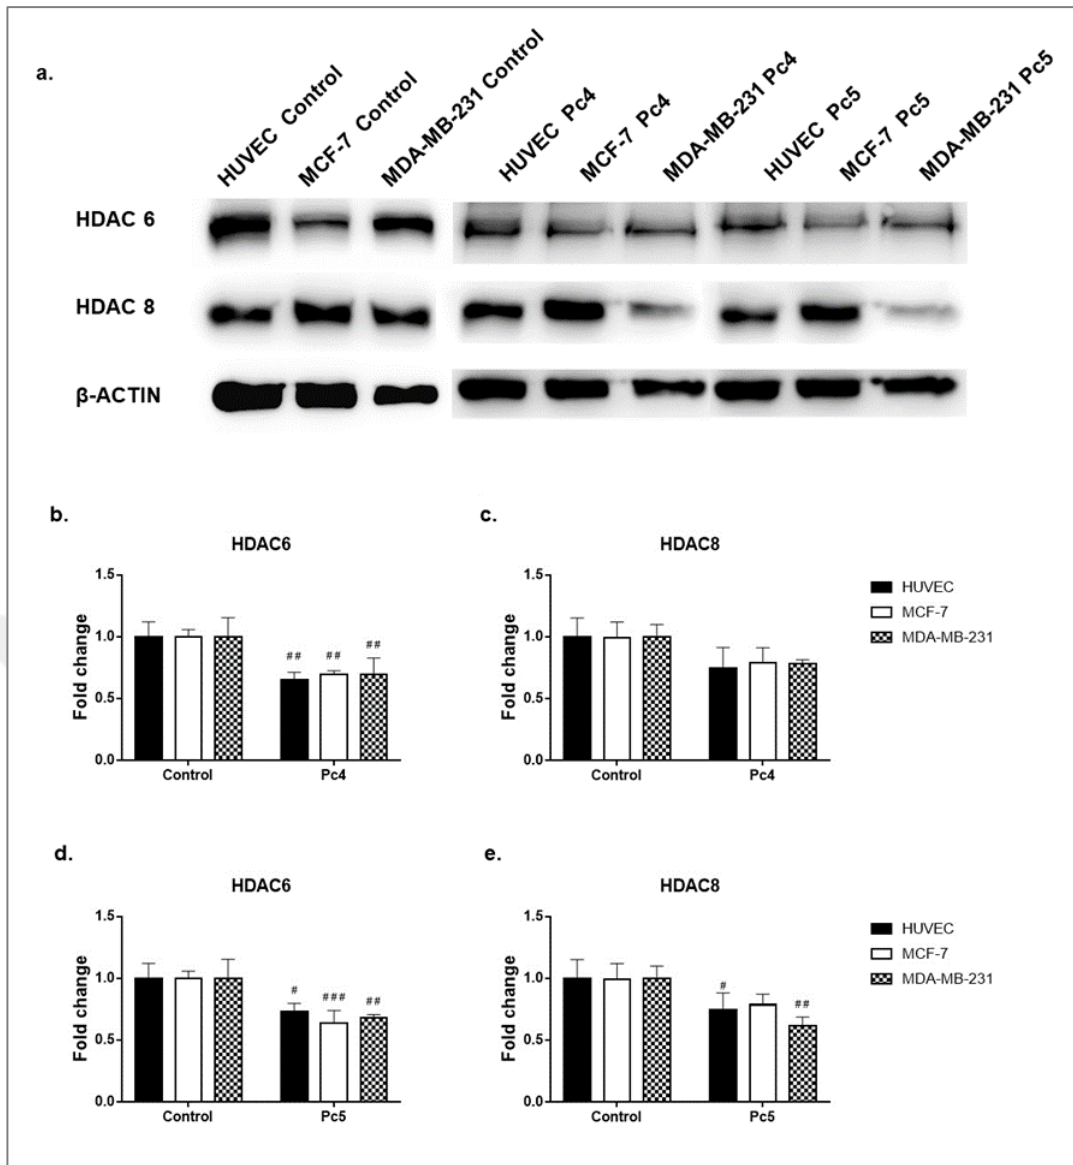 a.
HUVEC Control
MCF-7 Control
MDA-MB-231 Control
HUVEC Pc4
MCF-7 Pc4
MDA-MB-231 Pc4
HUVEC Pc5
MCF-7 Pc5
MDA-MB-231 Pc5
HDAC 6
HDAC 8
β-ACTIN
b.
HDAC6
Fold change
1.5
1.0
0.5
0.0
## ## ##
Control Pc4
c.
HDAC8
Fold change
1.5
1.0
0.5
0.0
Control Pc4
HUVEC
MCF-7
MDA-MB-231
d.
HDAC6
Fold change
1.5
1.0
0.5
0.0
# ### ##
Control Pc5
e.
HDAC8
Fold change
1.5
1.0
0.5
0.0
# ##
Control Pc5
HUVEC
MCF-7
MDA-MB-231